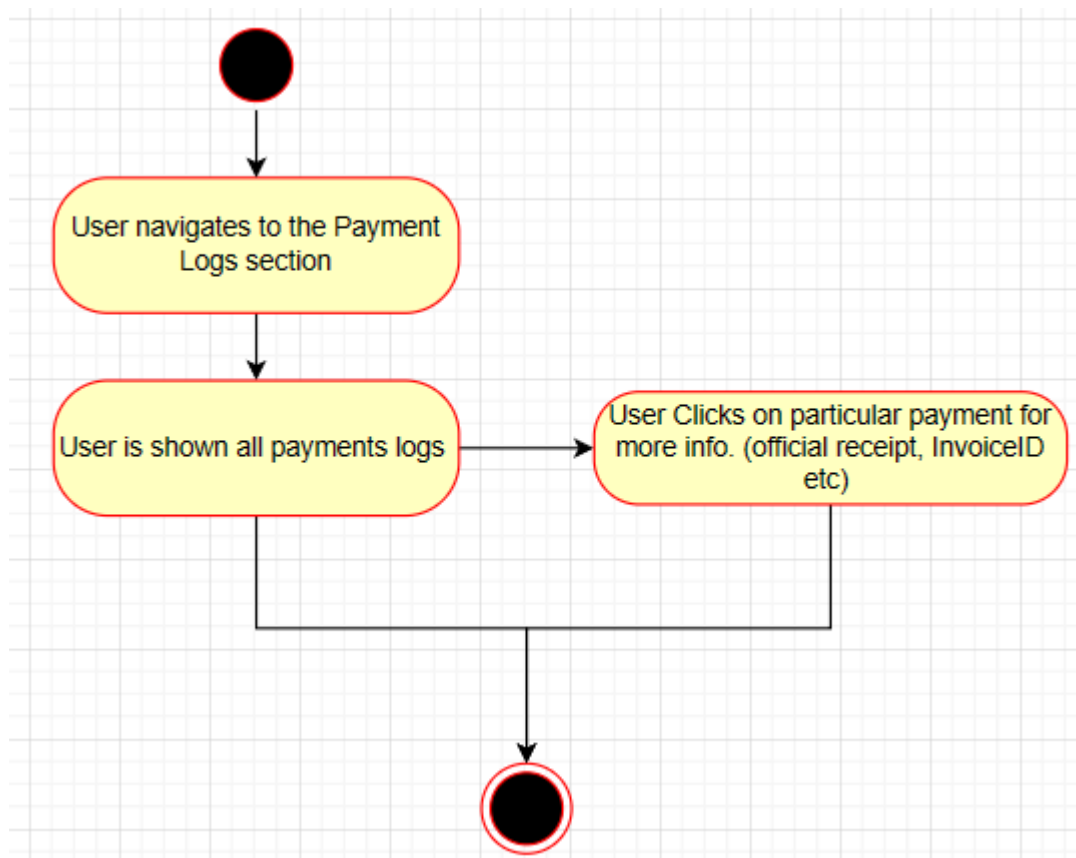 User navigates to the Payment
Logs section
User is shown all payments logs
User Clicks on particular payment for
more info. (official receipt, InvoiceID
etc)